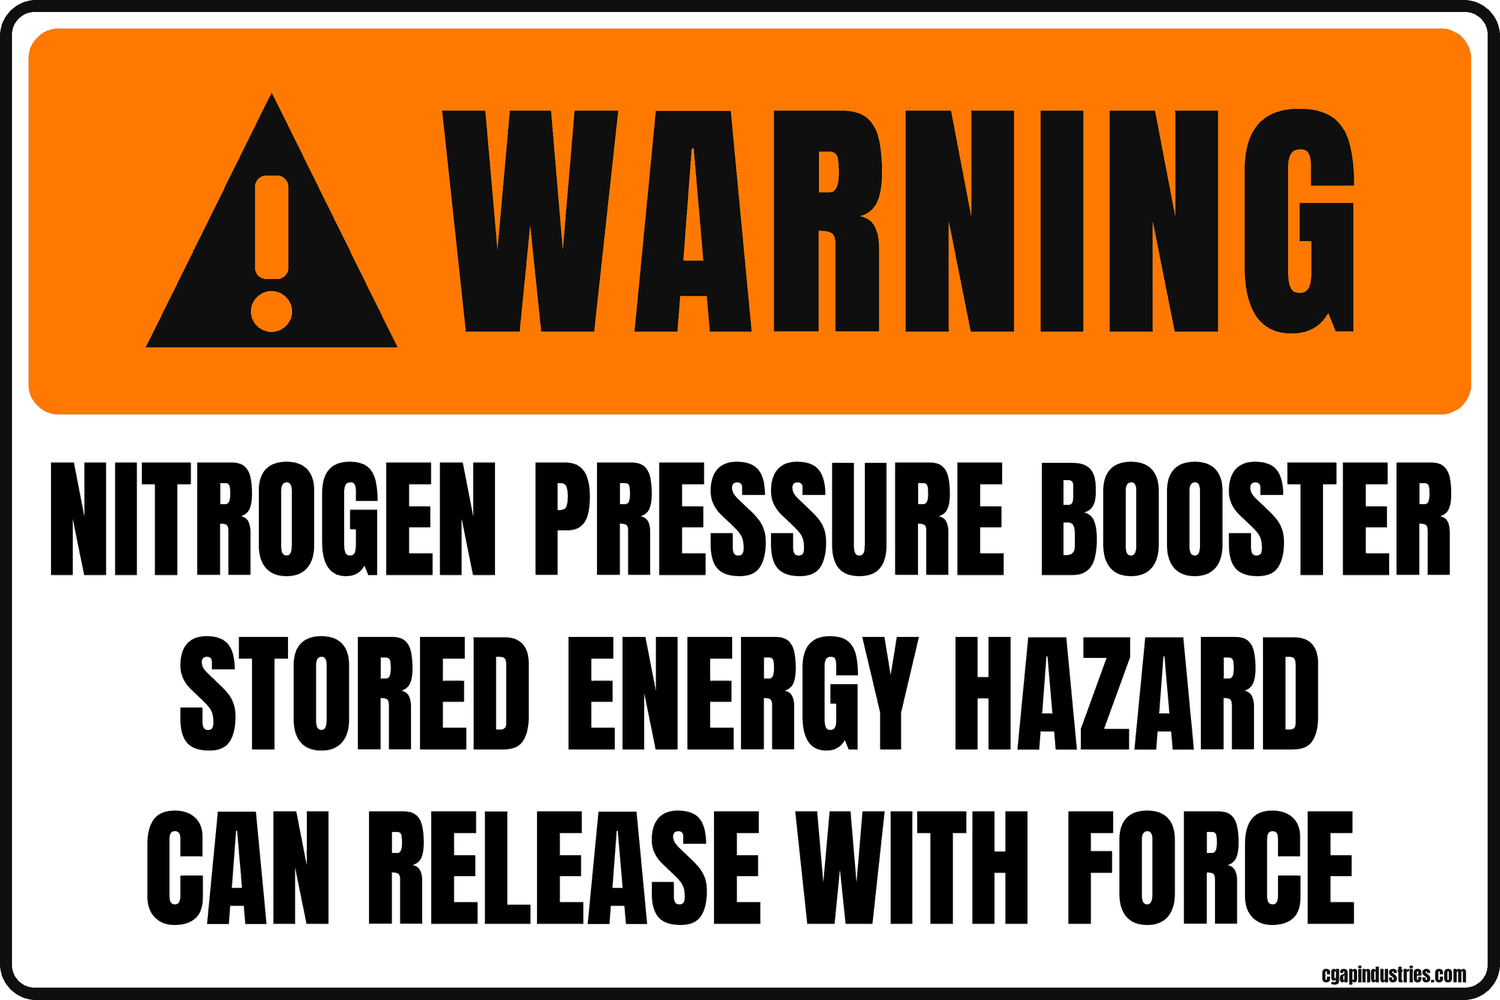 WARNING
NITROGEN PRESSURE BOOSTER
STORED ENERGY HAZARD
CAN RELEASE WITH FORCE
cgapindustries.com